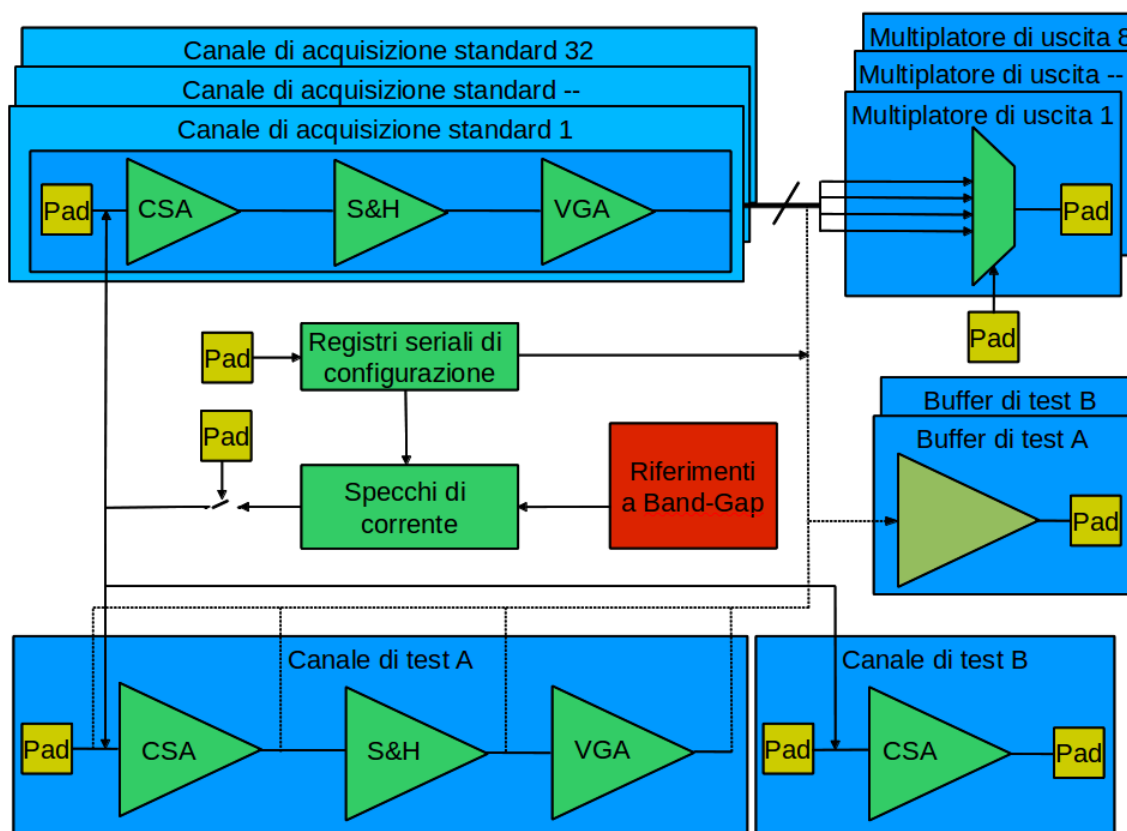 Canale di acquisizione standard 32
Canale di acquisizione standard --
Canale di acquisizione standard 1
Pad
CSA
S&H
VGA
Multiplatore di uscita 8
Multiplatore di uscita --
Multiplatore di uscita 1
Pad
Pad
Pad
Registri seriali di
configurazione
Pad
Specchi di
corrente
Riferimenti
a Band-Gap
Buffer di test B
Buffer di test A
Pad
Canale di test A
Pad
CSA
S&H
VGA
Canale di test B
Pad
CSA
Pad